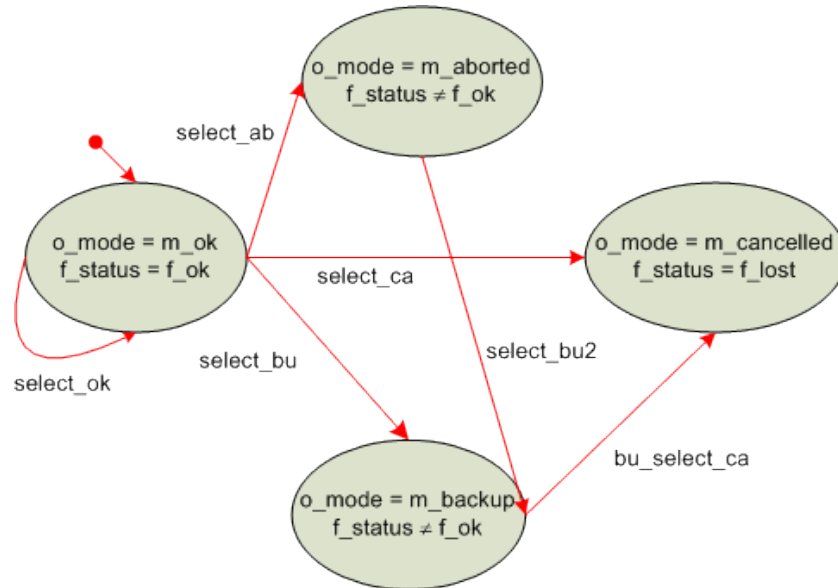 o_mode = m_aborted
f_status ≠ f_ok
select_ab
o_mode = m_ok
f_status = f_ok
o_mode = m_cancelled
f_status = f_lost
select_ca
select_bu
select_bu2
select_ok
bu_select_ca
o_mode = m_backup
f_status ≠ f_ok